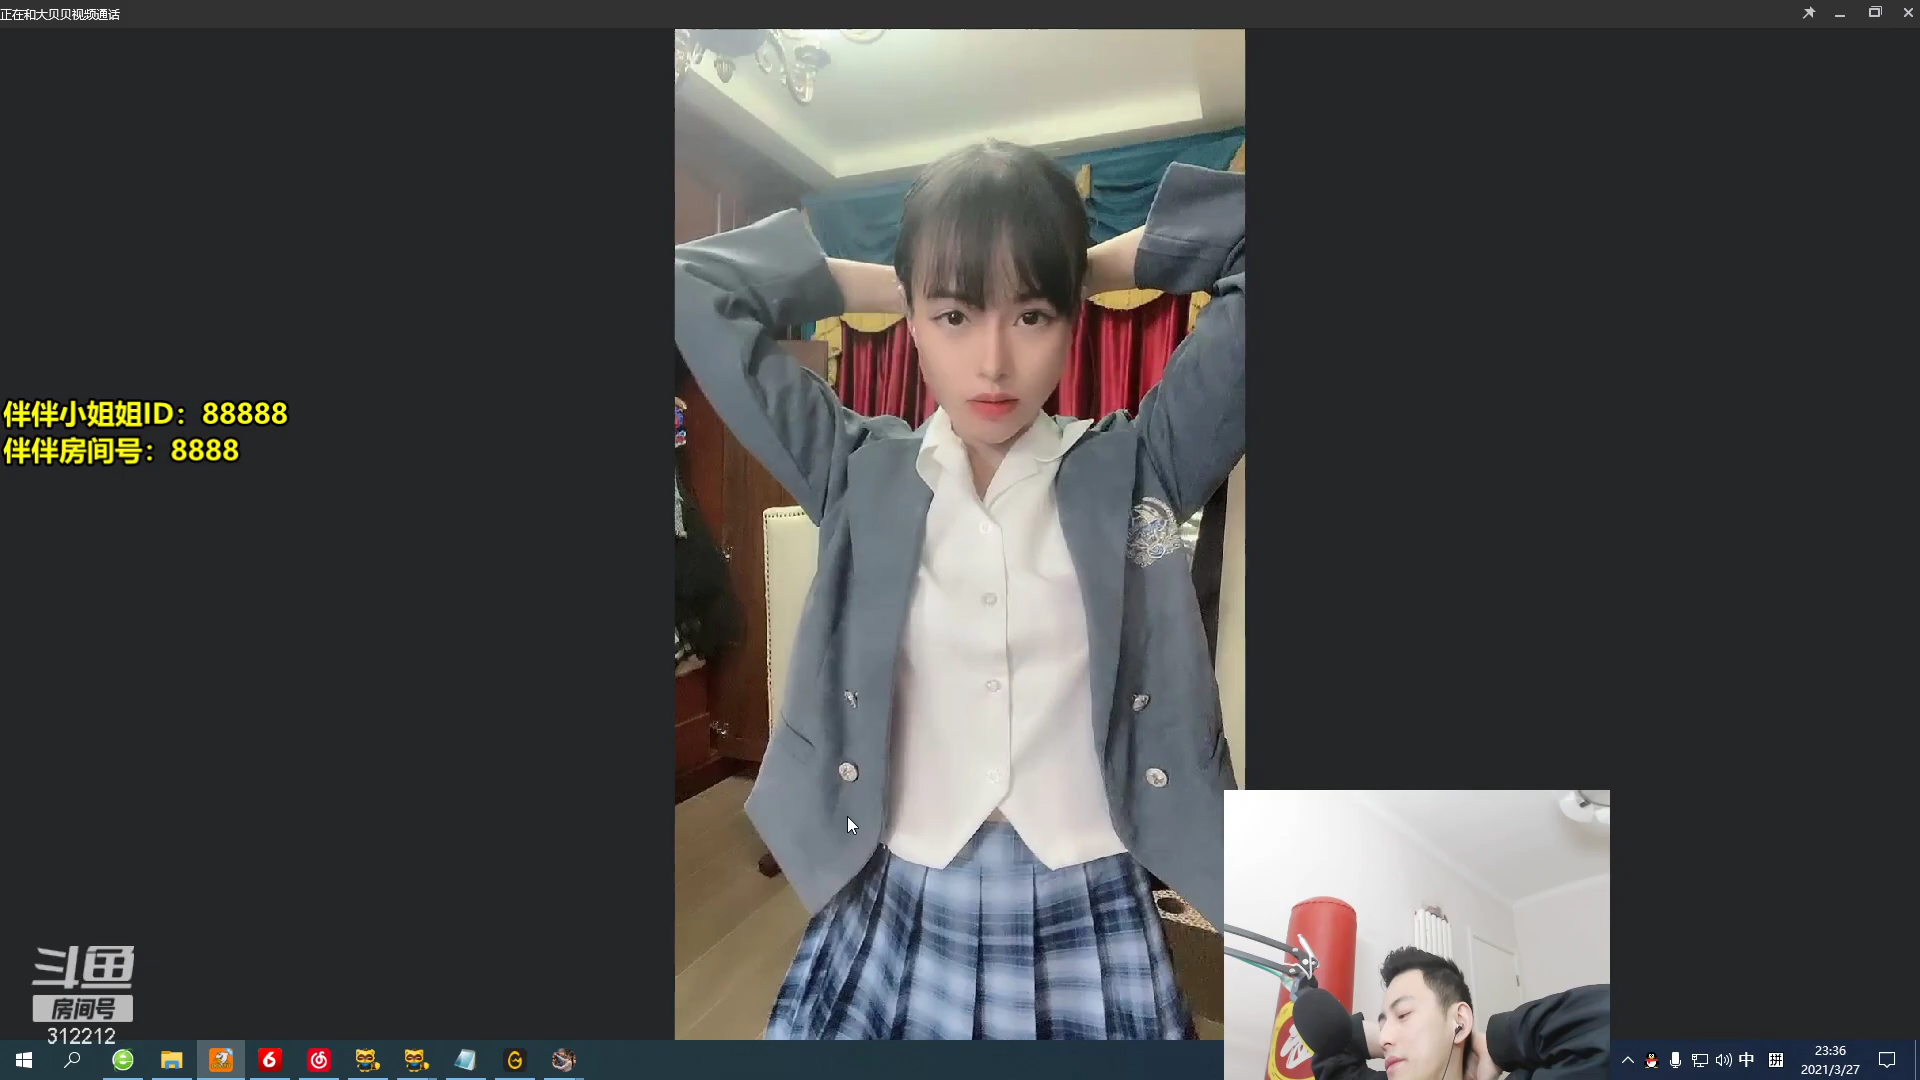 正在和大贝贝视频通话
伴伴小姐姐ID：88888
伴伴房间号：8888
斗鱼
房间号
312212
中
拼
23:36
2021/3/27